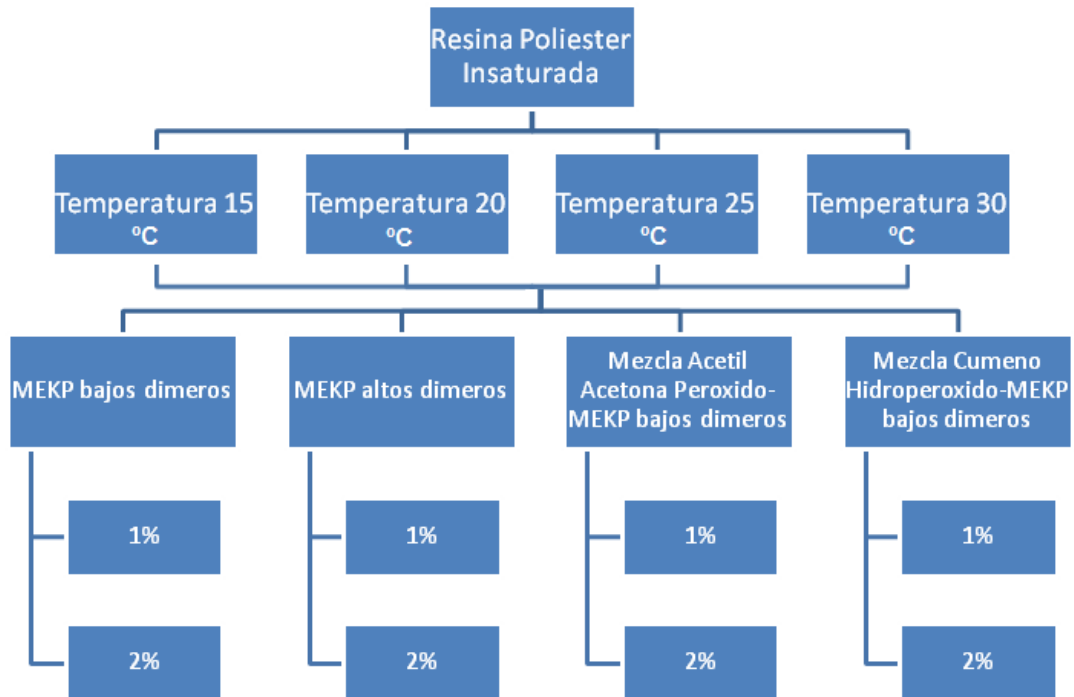 Resina Poliester
Insaturada
Temperatura 15
ºC
Temperatura 20
ºC
Temperatura 25
ºC
Temperatura 30
ºC
MEKP bajos dimeros
MEKP altos dimeros
Mezcla Acetil
Acetona Peroxido-
MEKP bajos dimeros
Mezcla Cumeno
Hidroperoxido-MEKP
bajos dimeros
1%
1%
1%
1%
2%
2%
2%
2%